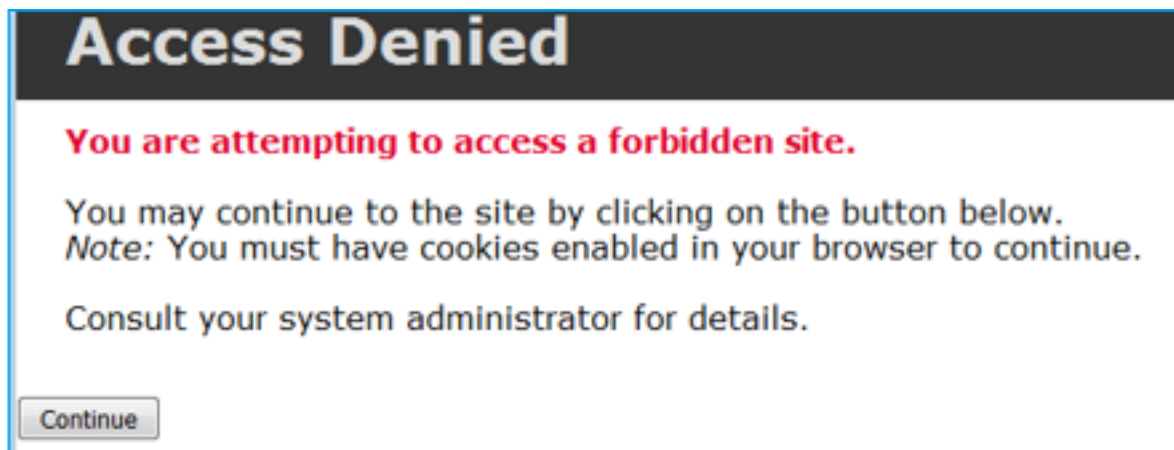 Access Denied
You are attempting to access a forbidden site.
You may continue to the site by clicking on the button below.
Note: You must have cookies enabled in your browser to continue.
Consult your system administrator for details.
Continue